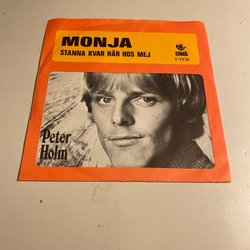 MONJA
STANNA KVAR HÄR HOS MEJ
SONET
T-7770
Peter
Holm